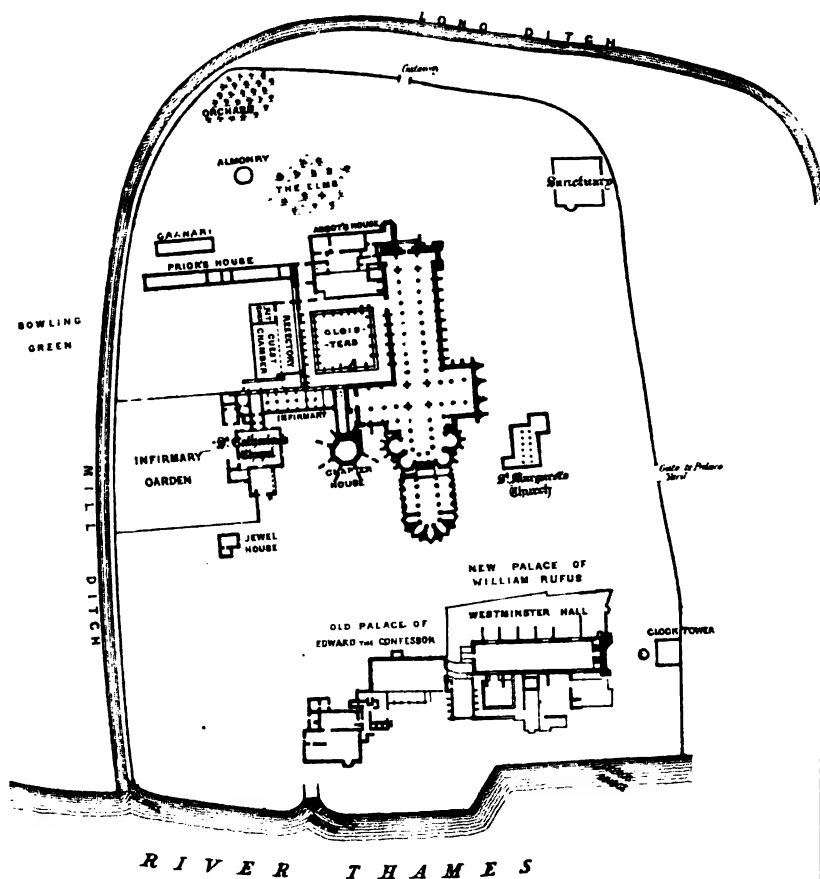 LONG DITCH
Gateway
ORCHARD
ALMONRY
THE ELMS
Sanctuary
GRANARY
ABBOT'S HOUSE
PRIOR'S HOUSE
BOWLING
GREEN
CLOIS
-TERS
REFECTORY
GUEST
CHAMBER
INFIRMARY
St. Catherine's
Chapel
INFIRMARY
GARDEN
CHAPTER
HOUSE
St. Margaret's
Church
Gate to Palace
Yard
MILL DITCH
JEWEL
HOUSE
NEW PALACE OF
WILLIAM RUFUS
WESTMINSTER HALL
OLD PALACE OF
EDWARD THE CONFESSOR
CLOCK TOWER
RIVER THAMES